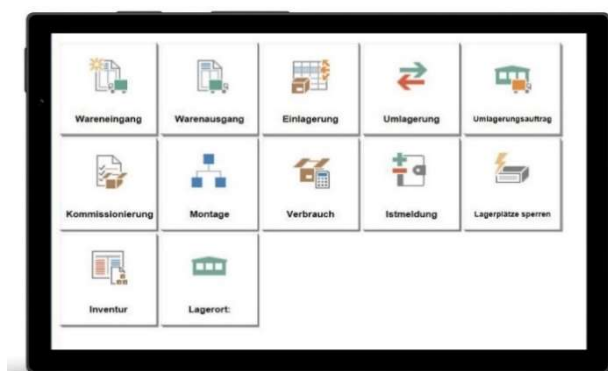 Wareneingang
Warenausgang
Einlagerung
Umlagerung
Umlagerungsauftrag
Kommissionierung
Montage
Verbrauch
Istmeldung
Lagerplätze sperren
Inventur
Lagerort: